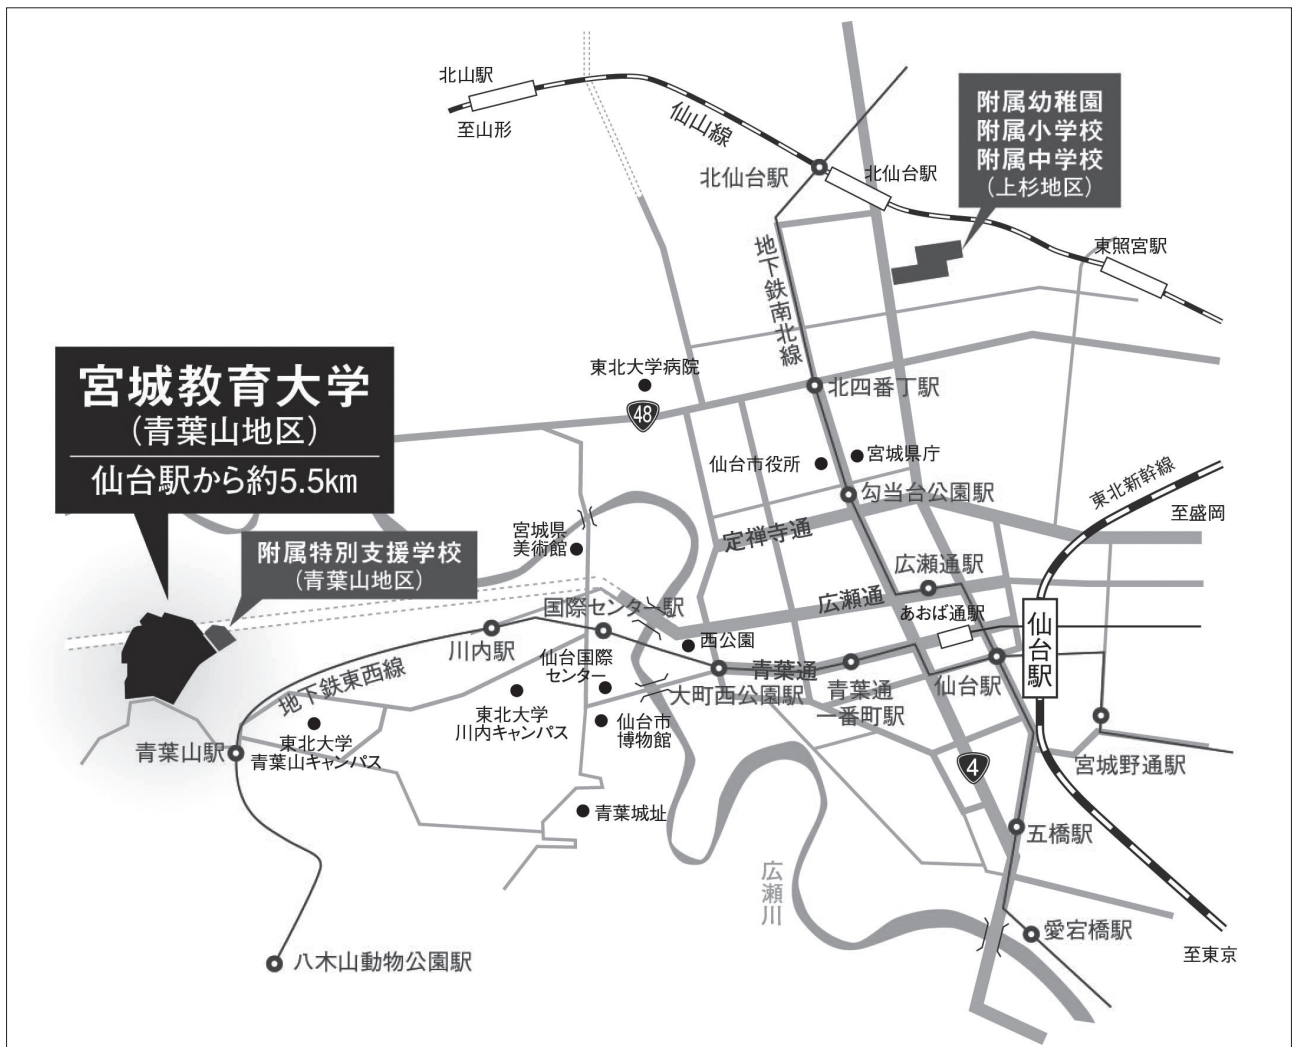 北山駅
至山形
仙山線
北仙台駅
北仙台駅
附属幼稚園
附属小学校
附属中学校
(上杉地区)
東照宮駅
地下鉄南北線
宮城教育大学
(青葉山地区)
仙台駅から約5.5km
東北大学病院
48
北四番丁駅
仙台市役所
宮城県庁
勾当台公園駅
東北新幹線
至盛岡
定禅寺通
宮城県
美術館
附属特別支援学校
(青葉山地区)
広瀬通駅
広瀬通
あおば通駅
国際センター駅
仙台駅
西公園
川内駅
仙台国際
センター
青葉通
大町西公園駅
青葉通
一番町駅
仙台駅
地下鉄東西線
東北大学
川内キャンパス
仙台市
博物館
東北大学
青葉山キャンパス
青葉山駅
4
宮城野通駅
青葉城址
五橋駅
広瀬川
愛宕橋駅
至東京
八木山動物公園駅